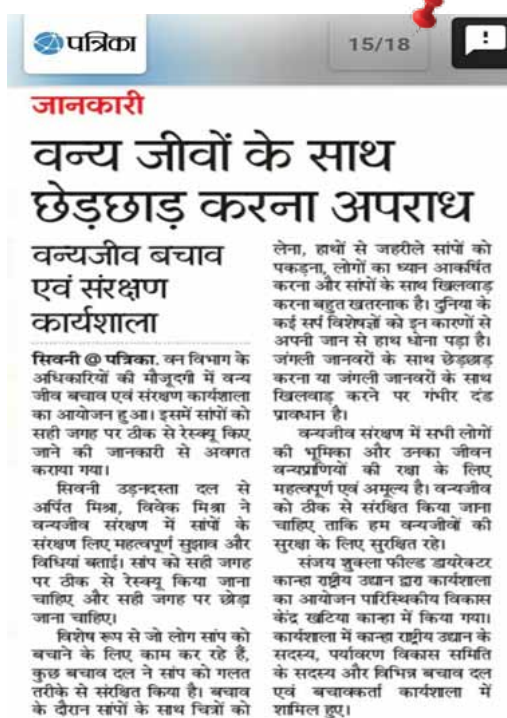 पत्रिका
15/18
!
जानकारी
वन्य जीवों के साथ
छेड़छाड़ करना अपराध
वन्यजीव बचाव
एवं संरक्षण
कार्यशाला
सिवनी @ पत्रिका. वन विभाग के
अधिकारियों की मौजूदगी में वन्य
जीव बचाव एवं संरक्षण कार्यशाला
का आयोजन हुआ। इसमें सांपों को
सही जगह पर ठीक से रेस्क्यू किए
जाने की जानकारी से अवगत
कराया गया।
सिवनी उड़नदस्ता दल से
अर्पित मिश्रा, विवेक मिश्रा ने
वन्यजीव संरक्षण में सांपों के
संरक्षण लिए महत्वपूर्ण सुझाव और
विधियां बताई। सांप को सही जगह
पर ठीक से रेस्क्यू किया जाना
चाहिए और सही जगह पर छोड़ा
जाना चाहिए।
विशेष रूप से जो लोग सांप को
बचाने के लिए काम कर रहे हैं,
कुछ बचाव दल ने सांप को गलत
तरीके से संरक्षित किया है। बचाव
के दौरान सांपों के साथ चित्रों को
लेना, हाथों से जहरीले सांपों को
पकड़ना, लोगों का ध्यान आकर्षित
करना और सांपों के साथ खिलवाड़
करना बहुत खतरनाक है। दुनिया के
कई सर्प विशेषज्ञों को इन कारणों से
अपनी जान से हाथ धोना पड़ा है।
जंगली जानवरों के साथ छेड़छाड़
करना या जंगली जानवरों के साथ
खिलवाड़ करने पर गंभीर दंड
प्रावधान है।
वन्यजीव संरक्षण में सभी लोगों
की भूमिका और उनका जीवन
वन्यप्राणियों की रक्षा के लिए
महत्वपूर्ण एवं अमूल्य है। वन्यजीव
को ठीक से संरक्षित किया जाना
चाहिए ताकि हम वन्यजीवों की
सुरक्षा के लिए सुरक्षित रहे।
संजय शुक्ला फील्ड डायरेक्टर
कान्हा राष्ट्रीय उद्यान द्वारा कार्यशाला
का आयोजन पारिस्थिकीय विकास
केंद्र खटिया कान्हा में किया गया।
कार्यशाला में कान्हा राष्ट्रीय उद्यान के
सदस्य, पर्यावरण विकास समिति
के सदस्य और विभिन्न बचाव दल
एवं बचावकर्ता कार्यशाला में
शामिल हुए।